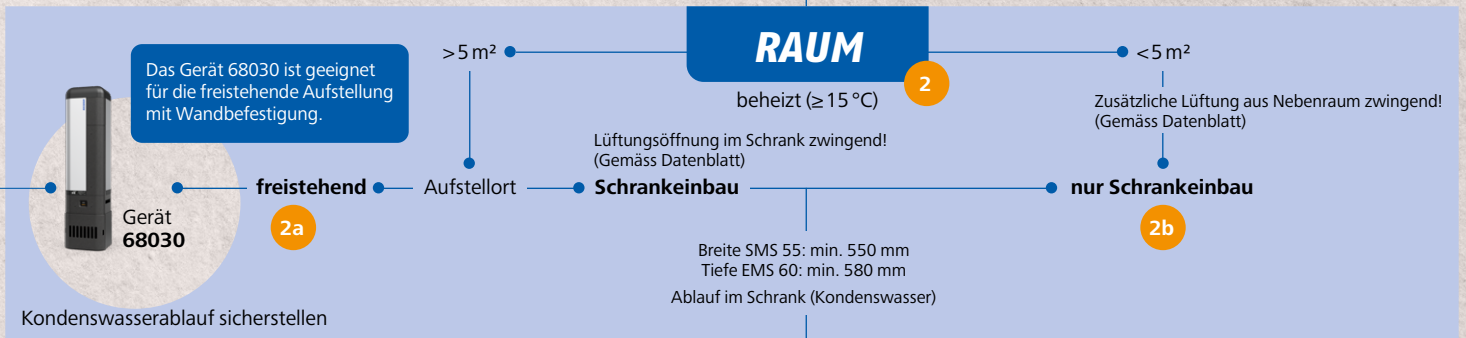 RAUM
2
beheizt (≥ 15 °C)
> 5 m²
< 5 m²
Das Gerät 68030 ist geeignet
für die freistehende Aufstellung
mit Wandbefestigung.
Zusätzliche Lüftung aus Nebenraum zwingend!
(Gemäss Datenblatt)
Lüftungsöffnung im Schrank zwingend!
(Gemäss Datenblatt)
Gerät
68030
freistehend
2a
Aufstellort
Schrankeinbau
nur Schrankeinbau
2b
Breite SMS 55: min. 550 mm
Tiefe EMS 60: min. 580 mm
Ablauf im Schrank (Kondenswasser)
Kondenswasserablauf sicherstellen